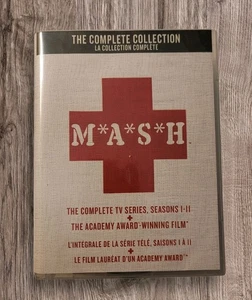 THE COMPLETE COLLECTION
LA COLLECTION COMPLÈTE
M*A*S*H
THE COMPLETE TV SERIES, SEASONS 1-11
+
THE ACADEMY AWARD®-WINNING FILM
L'INTÉGRALE DE LA SÉRIE TÉLÉ, SAISONS 1 À 11
+
LE FILM LAURÉAT D'UN ACADEMY AWARD